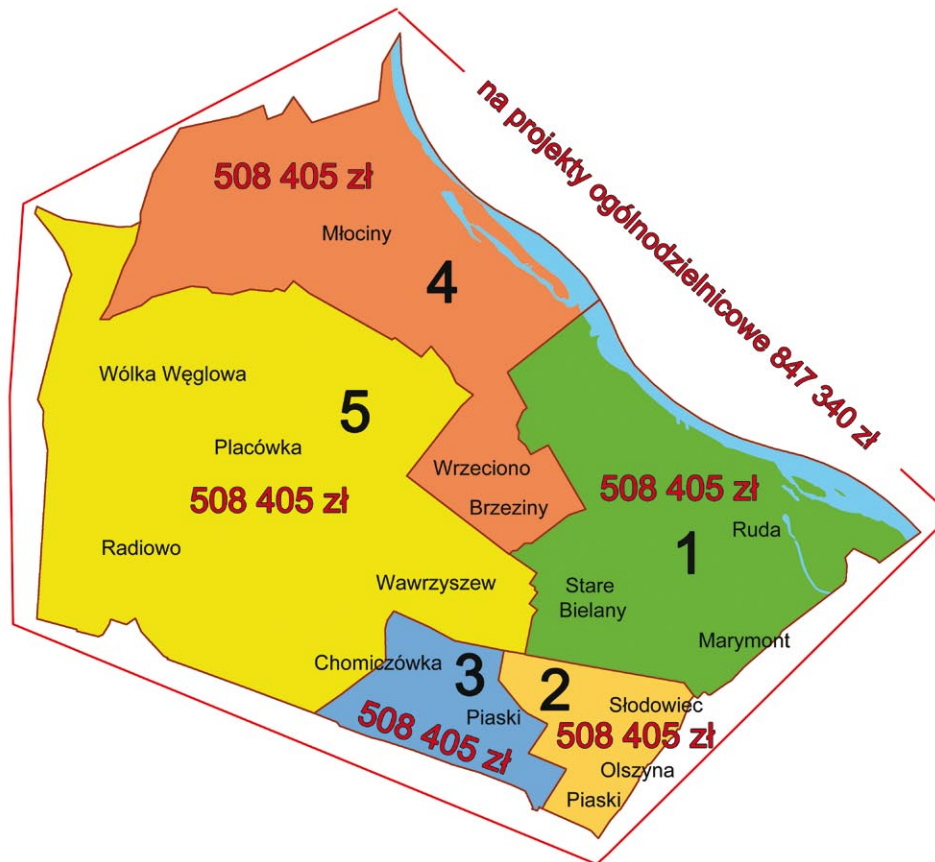 na projekty ogólnodzielnicowe 847 340 zł
508 405 zł
Młociny
4
Wólka Węglowa
5
Placówka
Wrzeciono
508 405 zł
508 405 zł
Brzeziny
Ruda
Radiowo
1
Wawrzyszew
Stare
Bielany
Marymont
Chomiczówka
3
2
Słodowiec
Piaski
508 405 zł
508 405 zł
Olszyna
Piaski